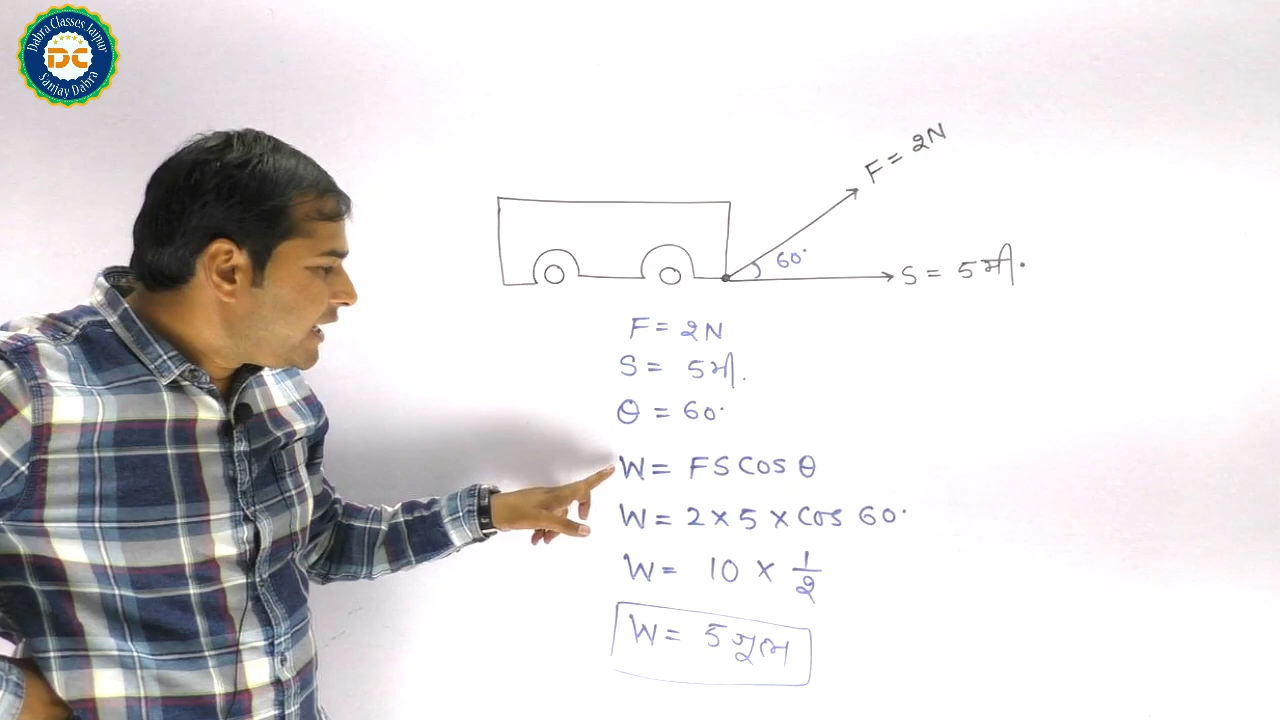 Dabra Classes Jaipur
DC
Sanjay Dabra
F = 2N
60°
S = 5मी.
F = 2N
S = 5मी.
θ = 60°
W = FS Cos θ
W = 2 × 5 × Cos 60°
W = 10 × 1/2
W = 5 जूल